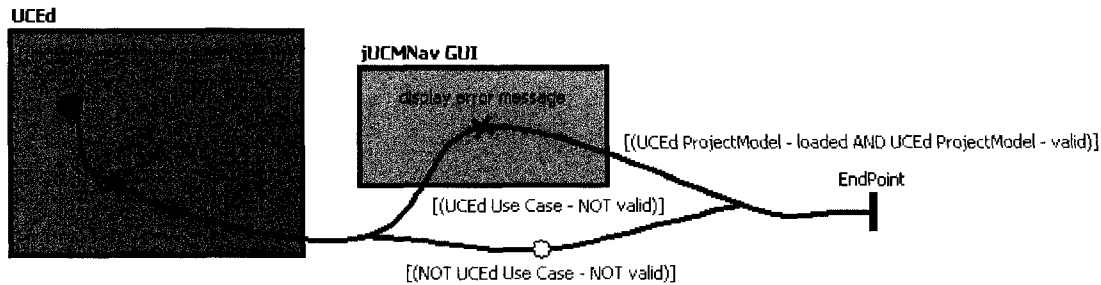 UCEd
jUCMNav GUI
display error message
[(UCEd ProjectModel - loaded AND UCEd ProjectModel - valid)]
EndPoint
[(UCEd Use Case - NOT valid)]
[(NOT UCEd Use Case - NOT valid)]